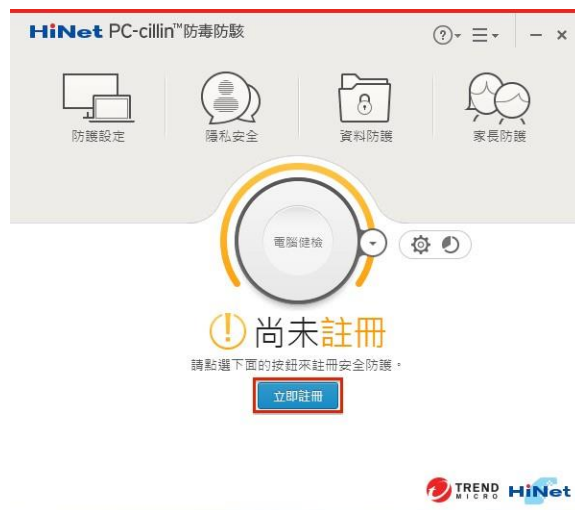 HiNet PC-cillin™防毒防駭
防護設定
隱私安全
資料防護
家長防護
電腦健檢
尚未註冊
請點選下面的按鈕來註冊安全防護。
立即註冊
TREND MICRO HiNet